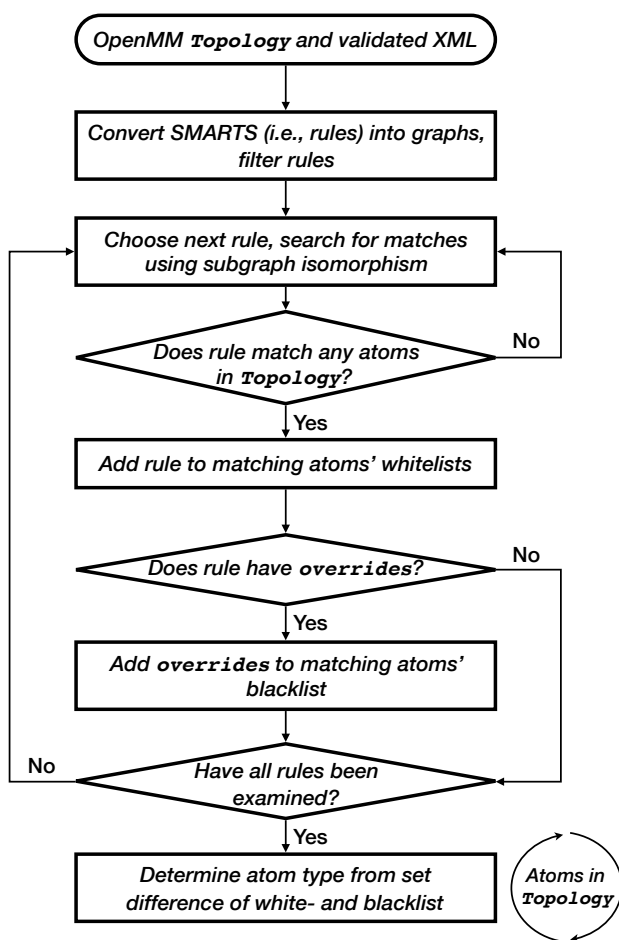 OpenMM Topology and validated XML
Convert SMARTS (i.e., rules) into graphs,
filter rules
Choose next rule, search for matches
using subgraph isomorphism
Does rule match any atoms
in Topology?
No
Yes
Add rule to matching atoms' whitelists
Does rule have overrides?
No
Yes
Add overrides to matching atoms'
blacklist
Have all rules been
examined?
No
Yes
Determine atom type from set
difference of white- and blacklist
Atoms in
Topology